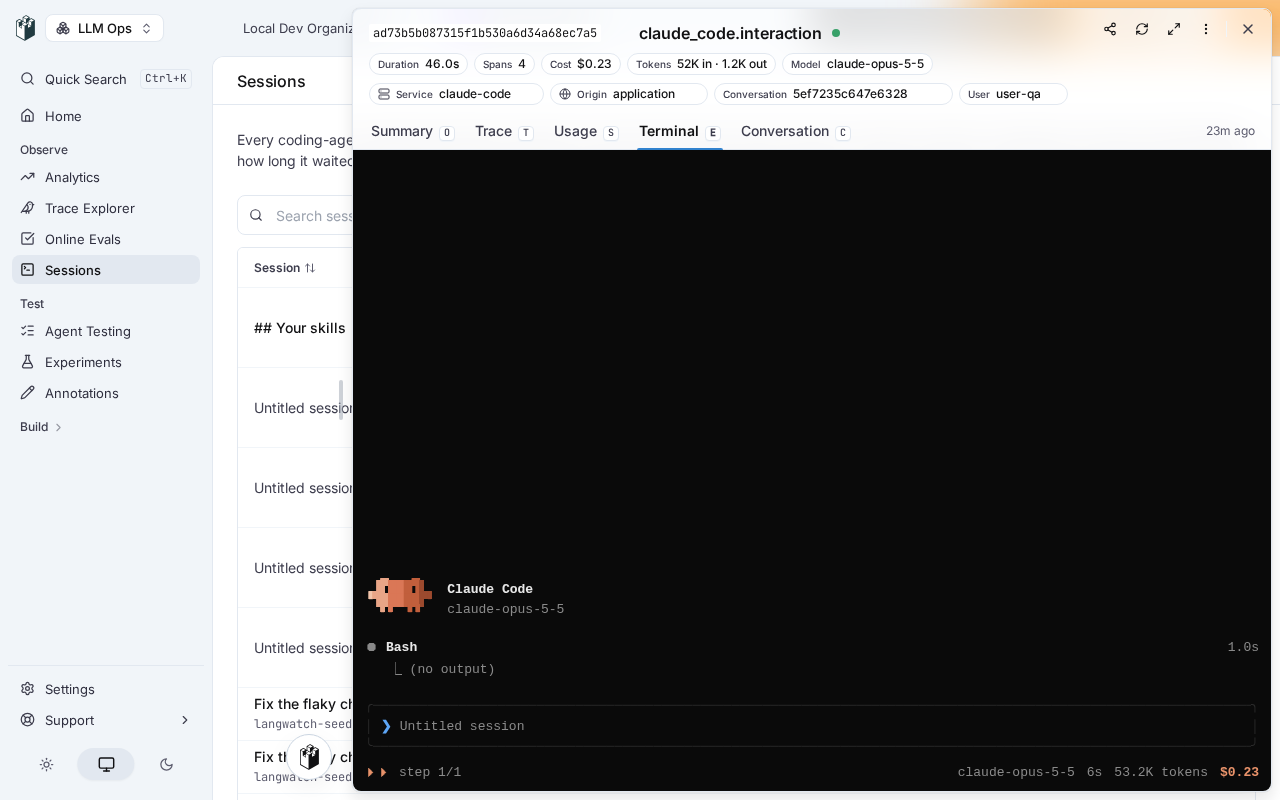 LLM Ops
Local Dev Organiz
Quick Search Ctrl+K
Home
Observe
Analytics
Trace Explorer
Online Evals
Sessions
Test
Agent Testing
Experiments
Annotations
Build
Settings
Support
Sessions
Every coding-age
how long it waited
Search sess
Session
## Your skills
Untitled session
Untitled session
Untitled session
Untitled session
Fix the flaky ch
langwatch-seed
Fix the flaky ch
langwatch-seed
ad73b5b087315f1b530a6d34a68ec7a5 claude_code.interaction
Duration 46.0s Spans 4 Cost $0.23 Tokens 52K in · 1.2K out Model claude-opus-5-5
Service claude-code Origin application Conversation 5ef7235c647e6328 User user-qa
Summary O Trace T Usage S Terminal E Conversation C 23m ago
Claude Code
claude-opus-5-5
Bash 1.0s
(no output)
❯ Untitled session
step 1/1 claude-opus-5-5 6s 53.2K tokens $0.23